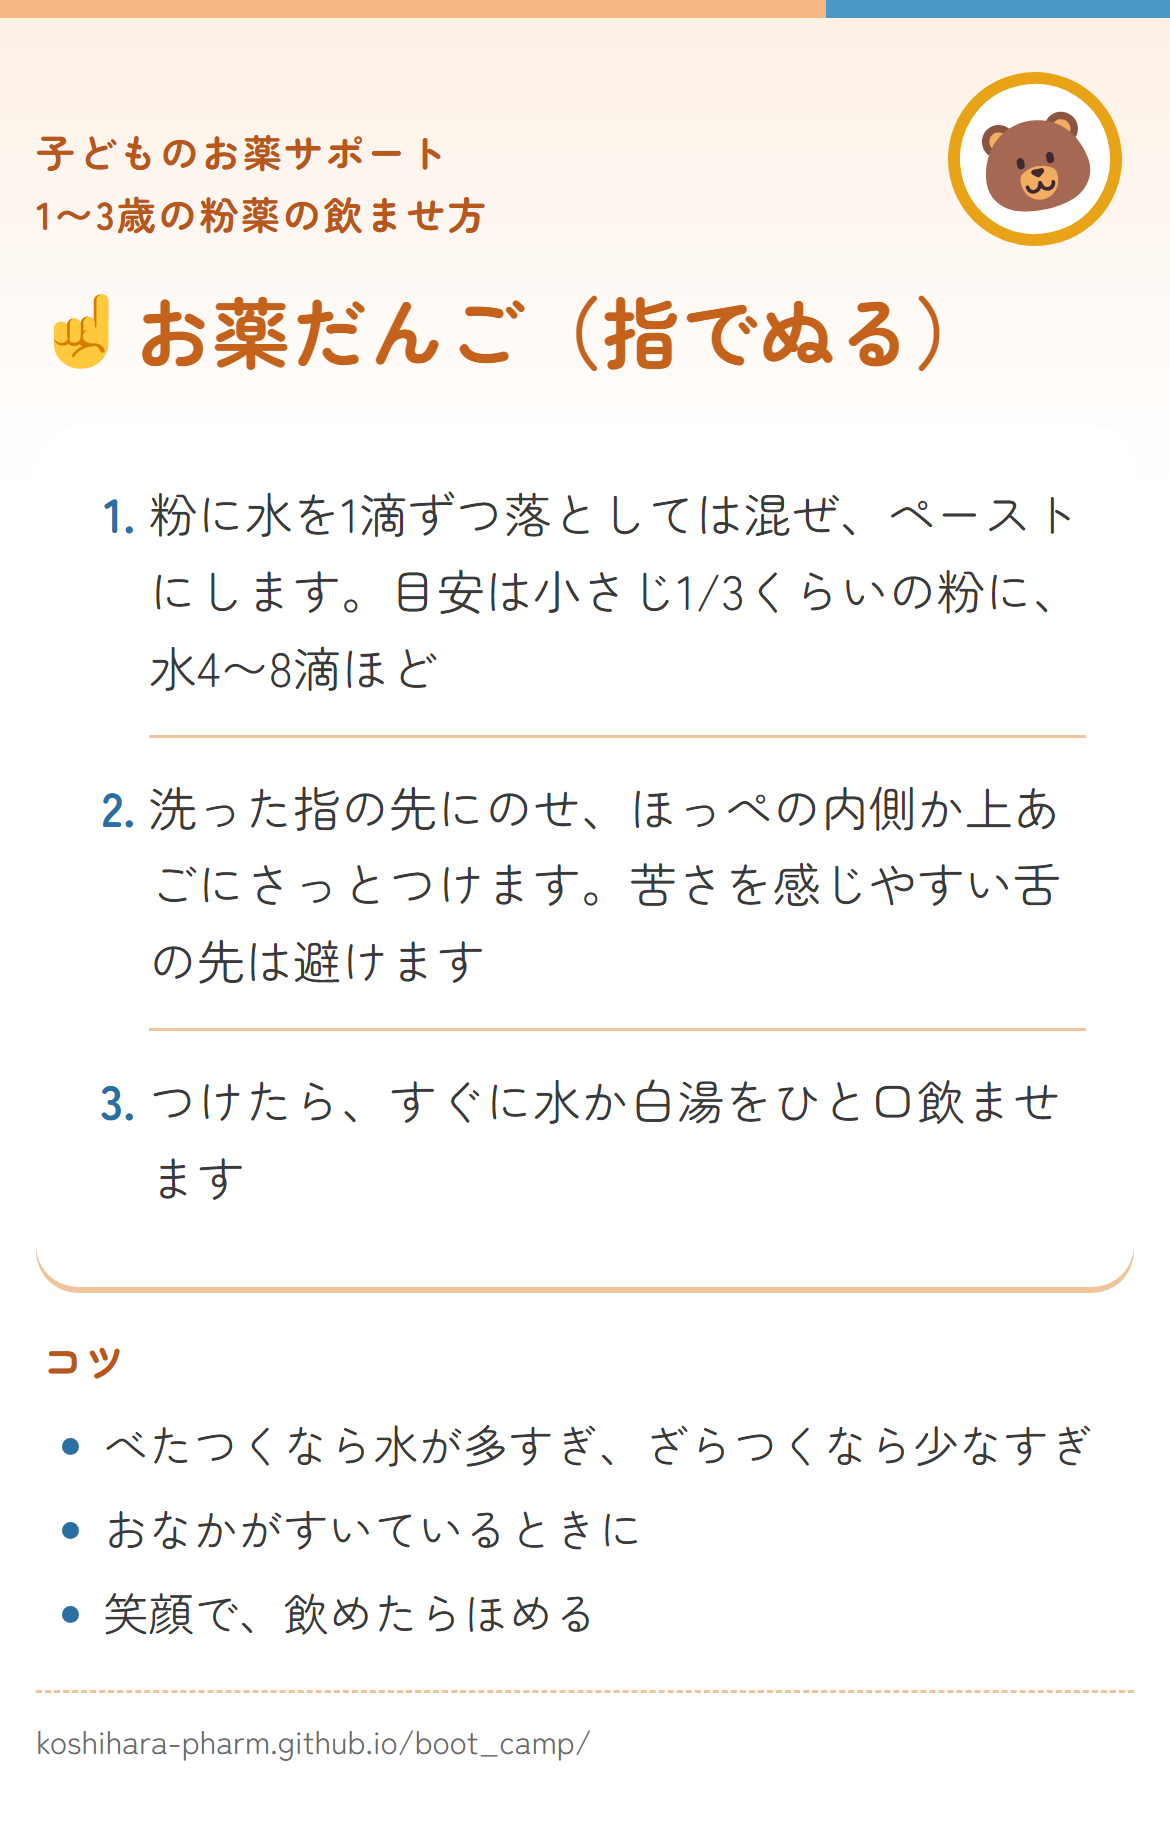 子どものお薬サポート
1〜3歳の粉薬の飲ませ方
☝️お薬だんご（指でぬる）
1. 粉に水を1滴ずつ落としては混ぜ、ペースト
にします。目安は小さじ1/3くらいの粉に、
水4〜8滴ほど
2. 洗った指の先にのせ、ほっぺの内側か上あ
ごにさっとつけます。苦さを感じやすい舌
の先は避けます
3. つけたら、すぐに水か白湯をひと口飲ませ
ます
コツ
べたつくなら水が多すぎ、ざらつくなら少なすぎ
おなかがすいているときに
笑顔で、飲めたらほめる
koshihara-pharm.github.io/boot_camp/